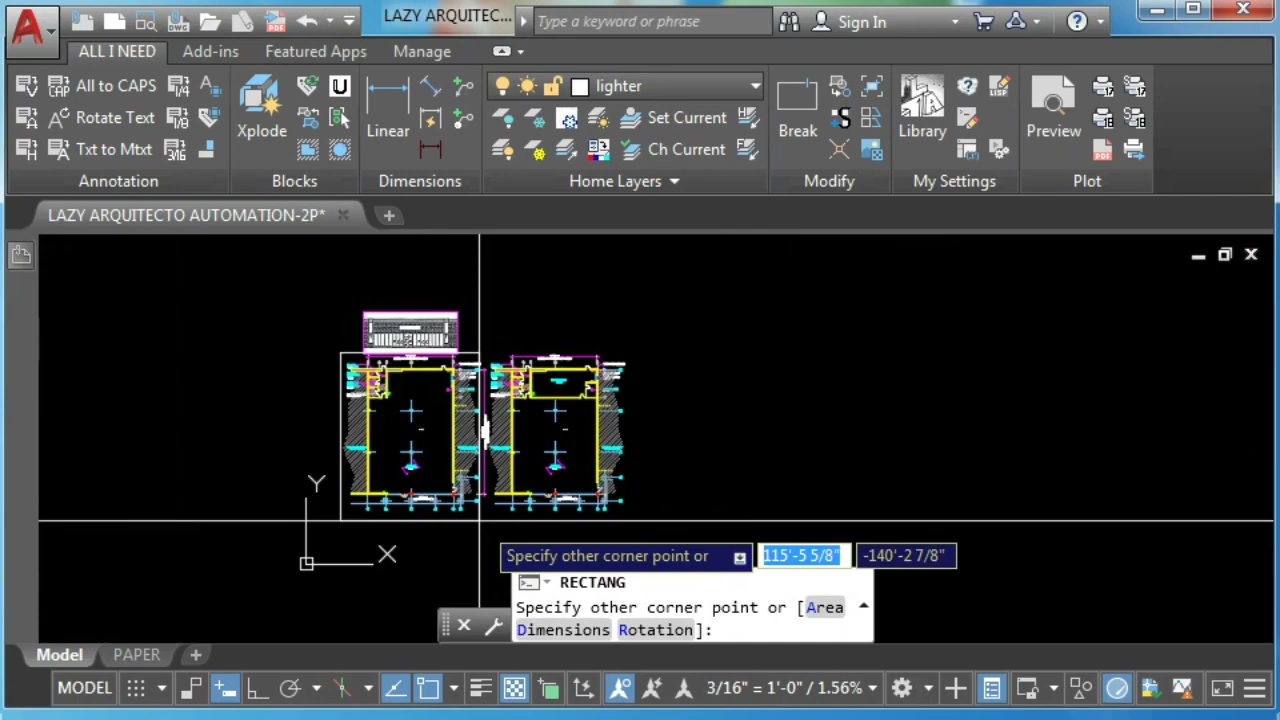 LAZY ARQUITEC...
Type a keyword or phrase
Sign In
ALL I NEED
Add-ins
Featured Apps
Manage
All to CAPS
Rotate Text
Txt to Mtxt
Annotation
Xplode
Blocks
Linear
Dimensions
lighter
Set Current
Ch Current
Home Layers
Break
Modify
Library
My Settings
Preview
Plot
LAZY ARQUITECTO AUTOMATION-2P*
Y
X
Specify other corner point or
115'-5 5/8"
-140'-2 7/8"
RECTANG
Specify other corner point or [Area
Dimensions Rotation]:
Model
PAPER
MODEL
3/16" = 1'-0" / 1.56%